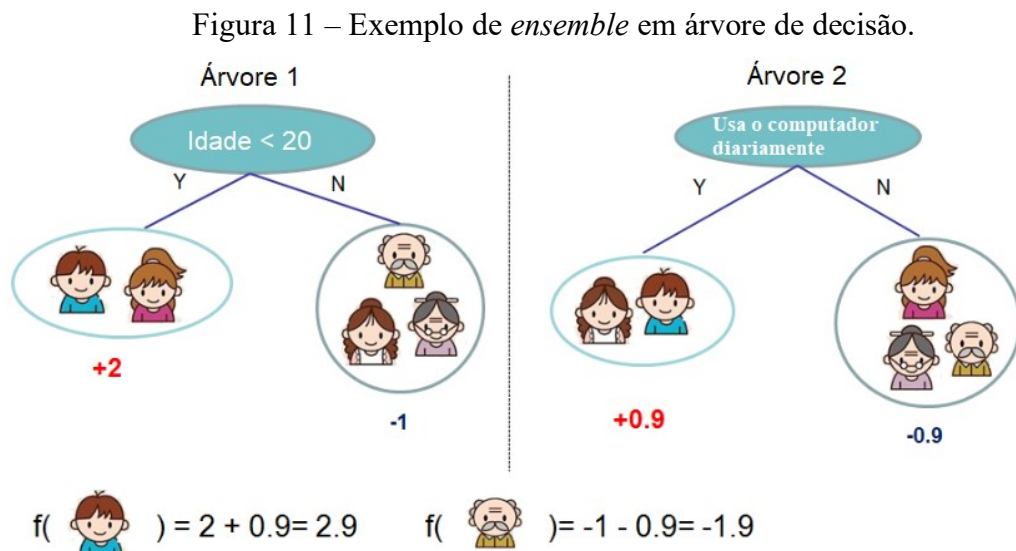 Figura 11 – Exemplo de ensemble em árvore de decisão.
Árvore 1
Idade < 20
Y
N
+2
-1
Árvore 2
Usa o computador
diariamente
Y
N
+0.9
-0.9
f( ) = 2 + 0.9= 2.9
f( )= -1 - 0.9= -1.9